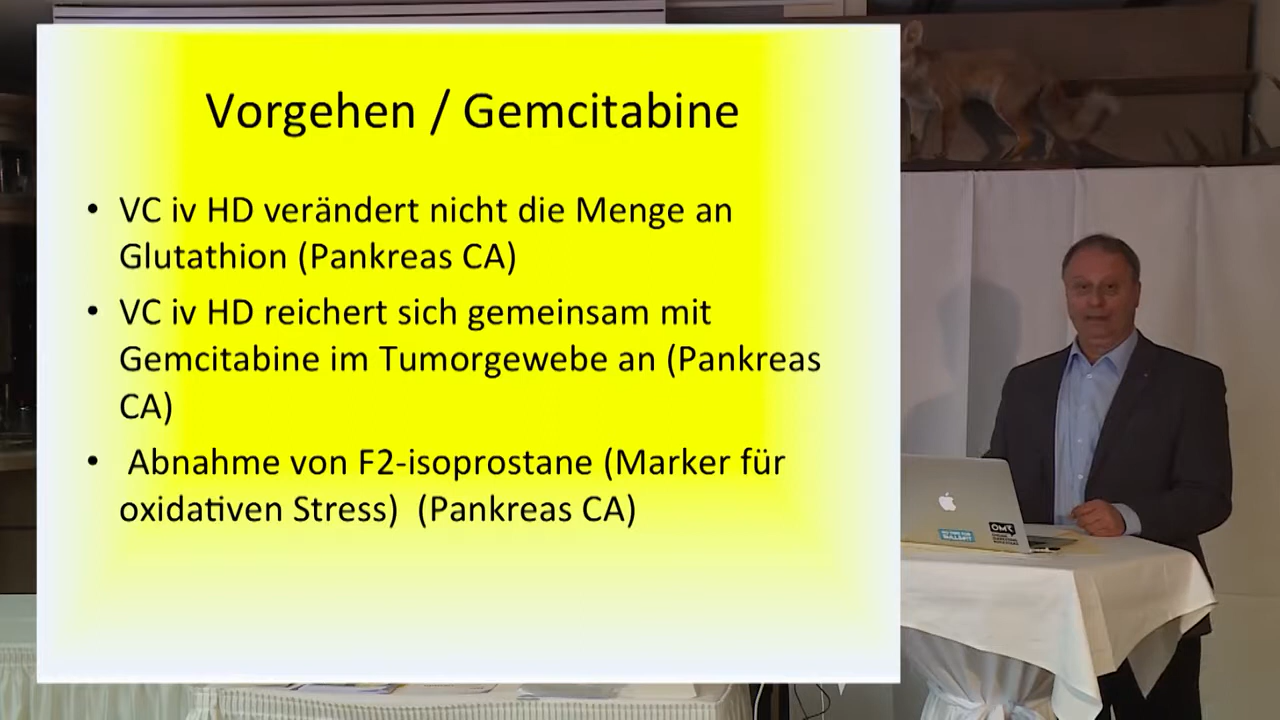 Vorgehen / Gemcitabine
• VC iv HD verändert nicht die Menge an
Glutathion (Pankreas CA)
• VC iv HD reichert sich gemeinsam mit
Gemcitabine im Tumorgewebe an (Pankreas
CA)
• Abnahme von F2-isoprostane (Marker für
oxidativen Stress) (Pankreas CA)
OMR